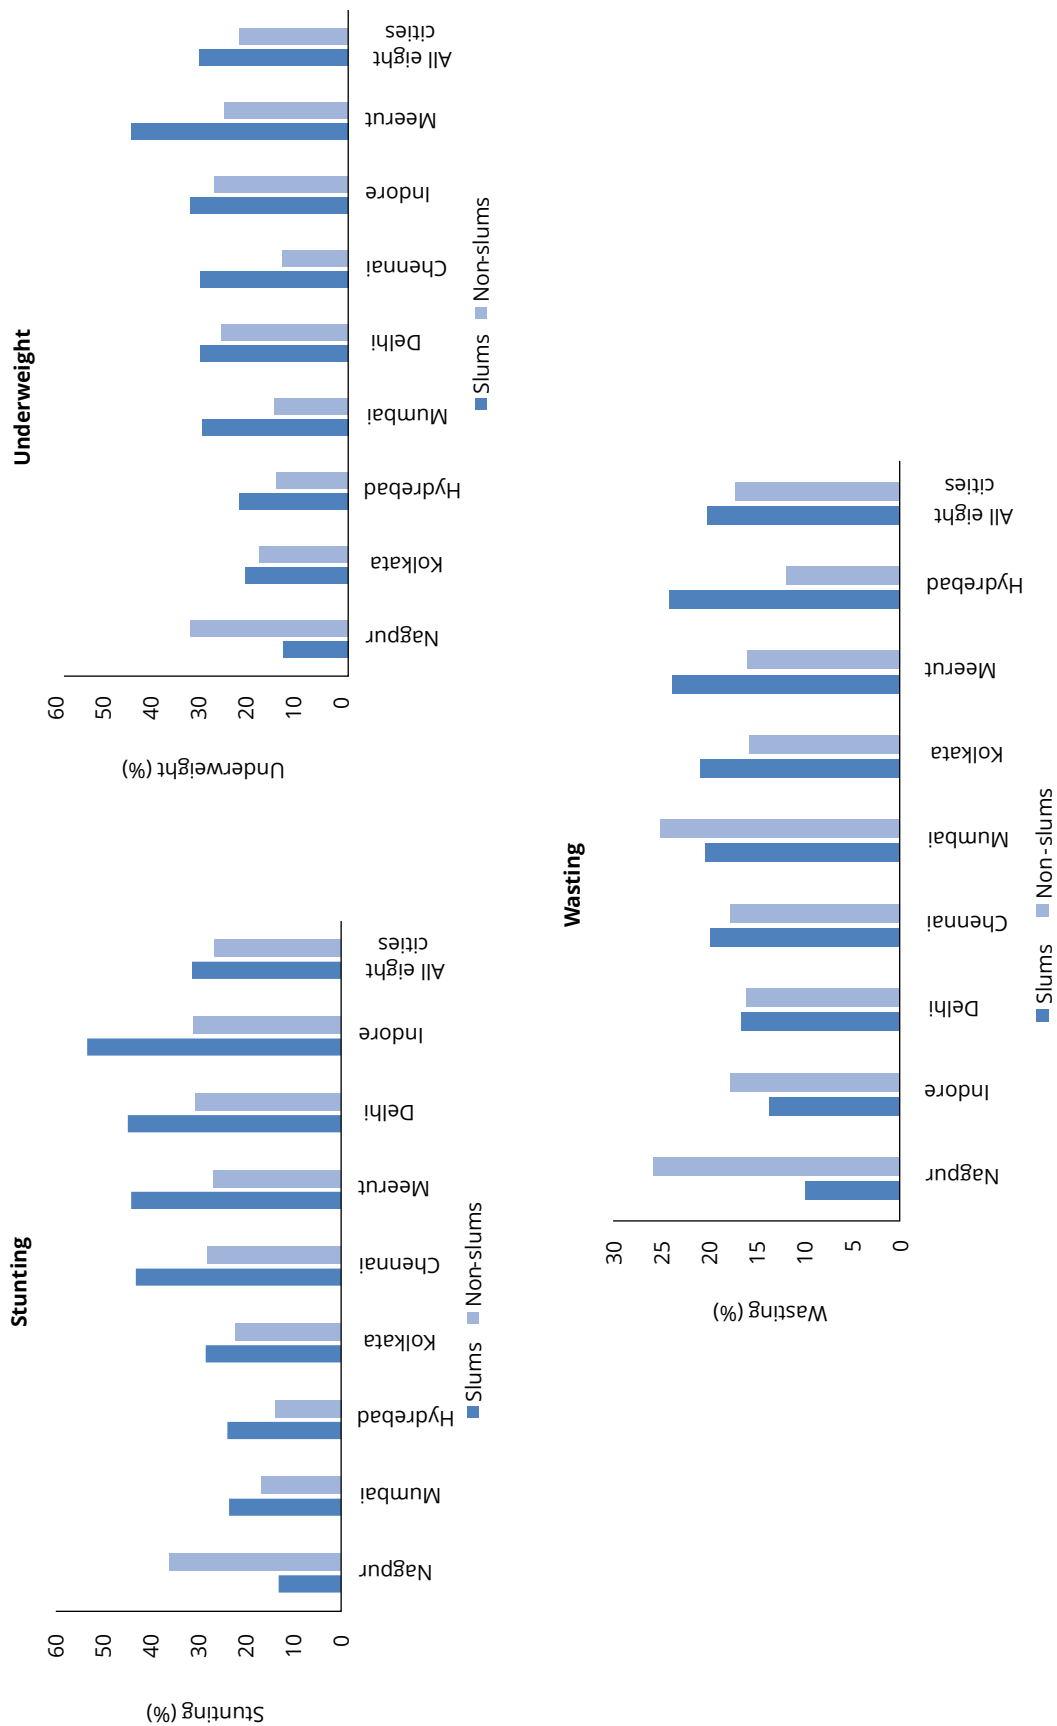 Stunting
Stunting (%)
60
50
40
30
20
10
0
Nagpur
Mumbai
Hydrebad
Kolkata
Chennai
Meerut
Delhi
Indore
All eight
cities
Slums
Non-slums
Underweight
Underweight (%)
60
50
40
30
20
10
0
Nagpur
Kolkata
Hydrebad
Mumbai
Delhi
Chennai
Indore
Meerut
All eight
cities
Slums
Non-slums
Wasting
Wasting (%)
30
25
20
15
10
5
0
Nagpur
Indore
Delhi
Chennai
Mumbai
Kolkata
Meerut
Hydrebad
All eight
cities
Slums
Non-slums